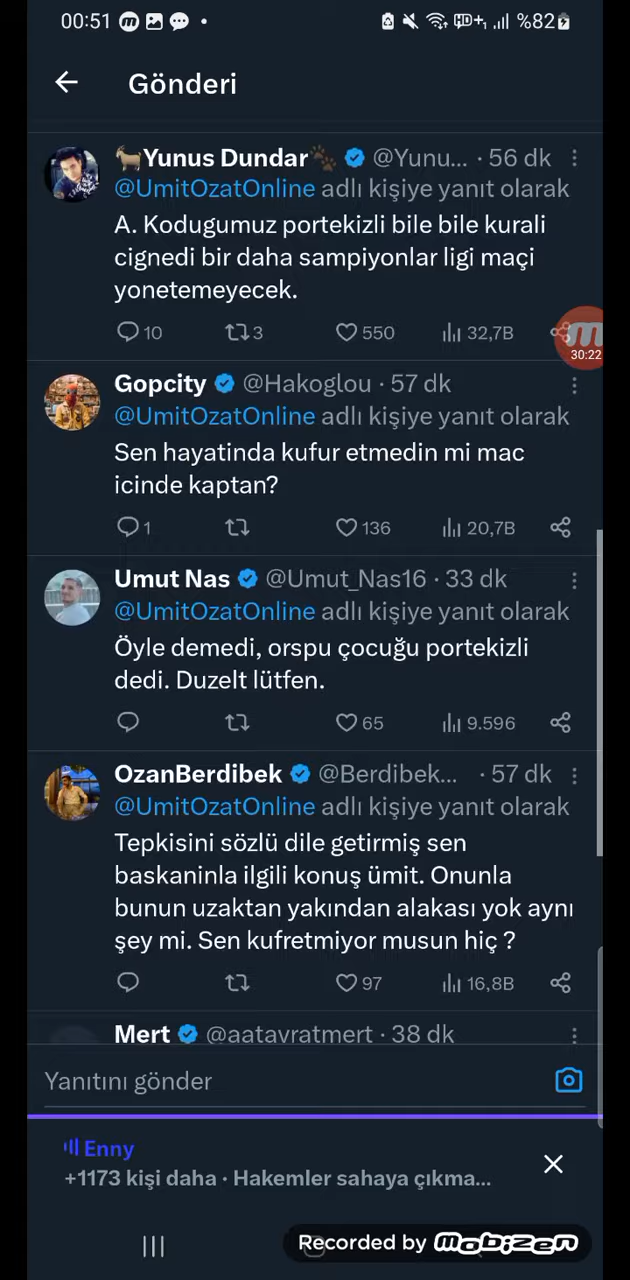 00:51 %82
Gönderi
Yunus Dundar @Yunu... · 56 dk
@UmitOzatOnline adlı kişiye yanıt olarak
A. Kodugumuz portekizli bile bile kurali
cignedi bir daha sampiyonlar ligi maçi
yonetemeyecek.
10 3 550 32,7B
30:22
Gopcity @Hakoglou · 57 dk
@UmitOzatOnline adlı kişiye yanıt olarak
Sen hayatinda kufur etmedin mi mac
icinde kaptan?
1 136 20,7B
Umut Nas @Umut_Nas16 · 33 dk
@UmitOzatOnline adlı kişiye yanıt olarak
Öyle demedi, orspu çocuğu portekizli
dedi. Duzelt lütfen.
65 9.596
OzanBerdibek @Berdibek... · 57 dk
@UmitOzatOnline adlı kişiye yanıt olarak
Tepkisini sözlü dile getirmiş sen
baskaninla ilgili konuş ümit. Onunla
bunun uzaktan yakından alakası yok aynı
şey mi. Sen kufretmiyor musun hiç ?
97 16,8B
Mert @aatavratmert · 38 dk
Yanıtını gönder
Enny
+1173 kişi daha · Hakemler sahaya çıkma...
Recorded by mobizen